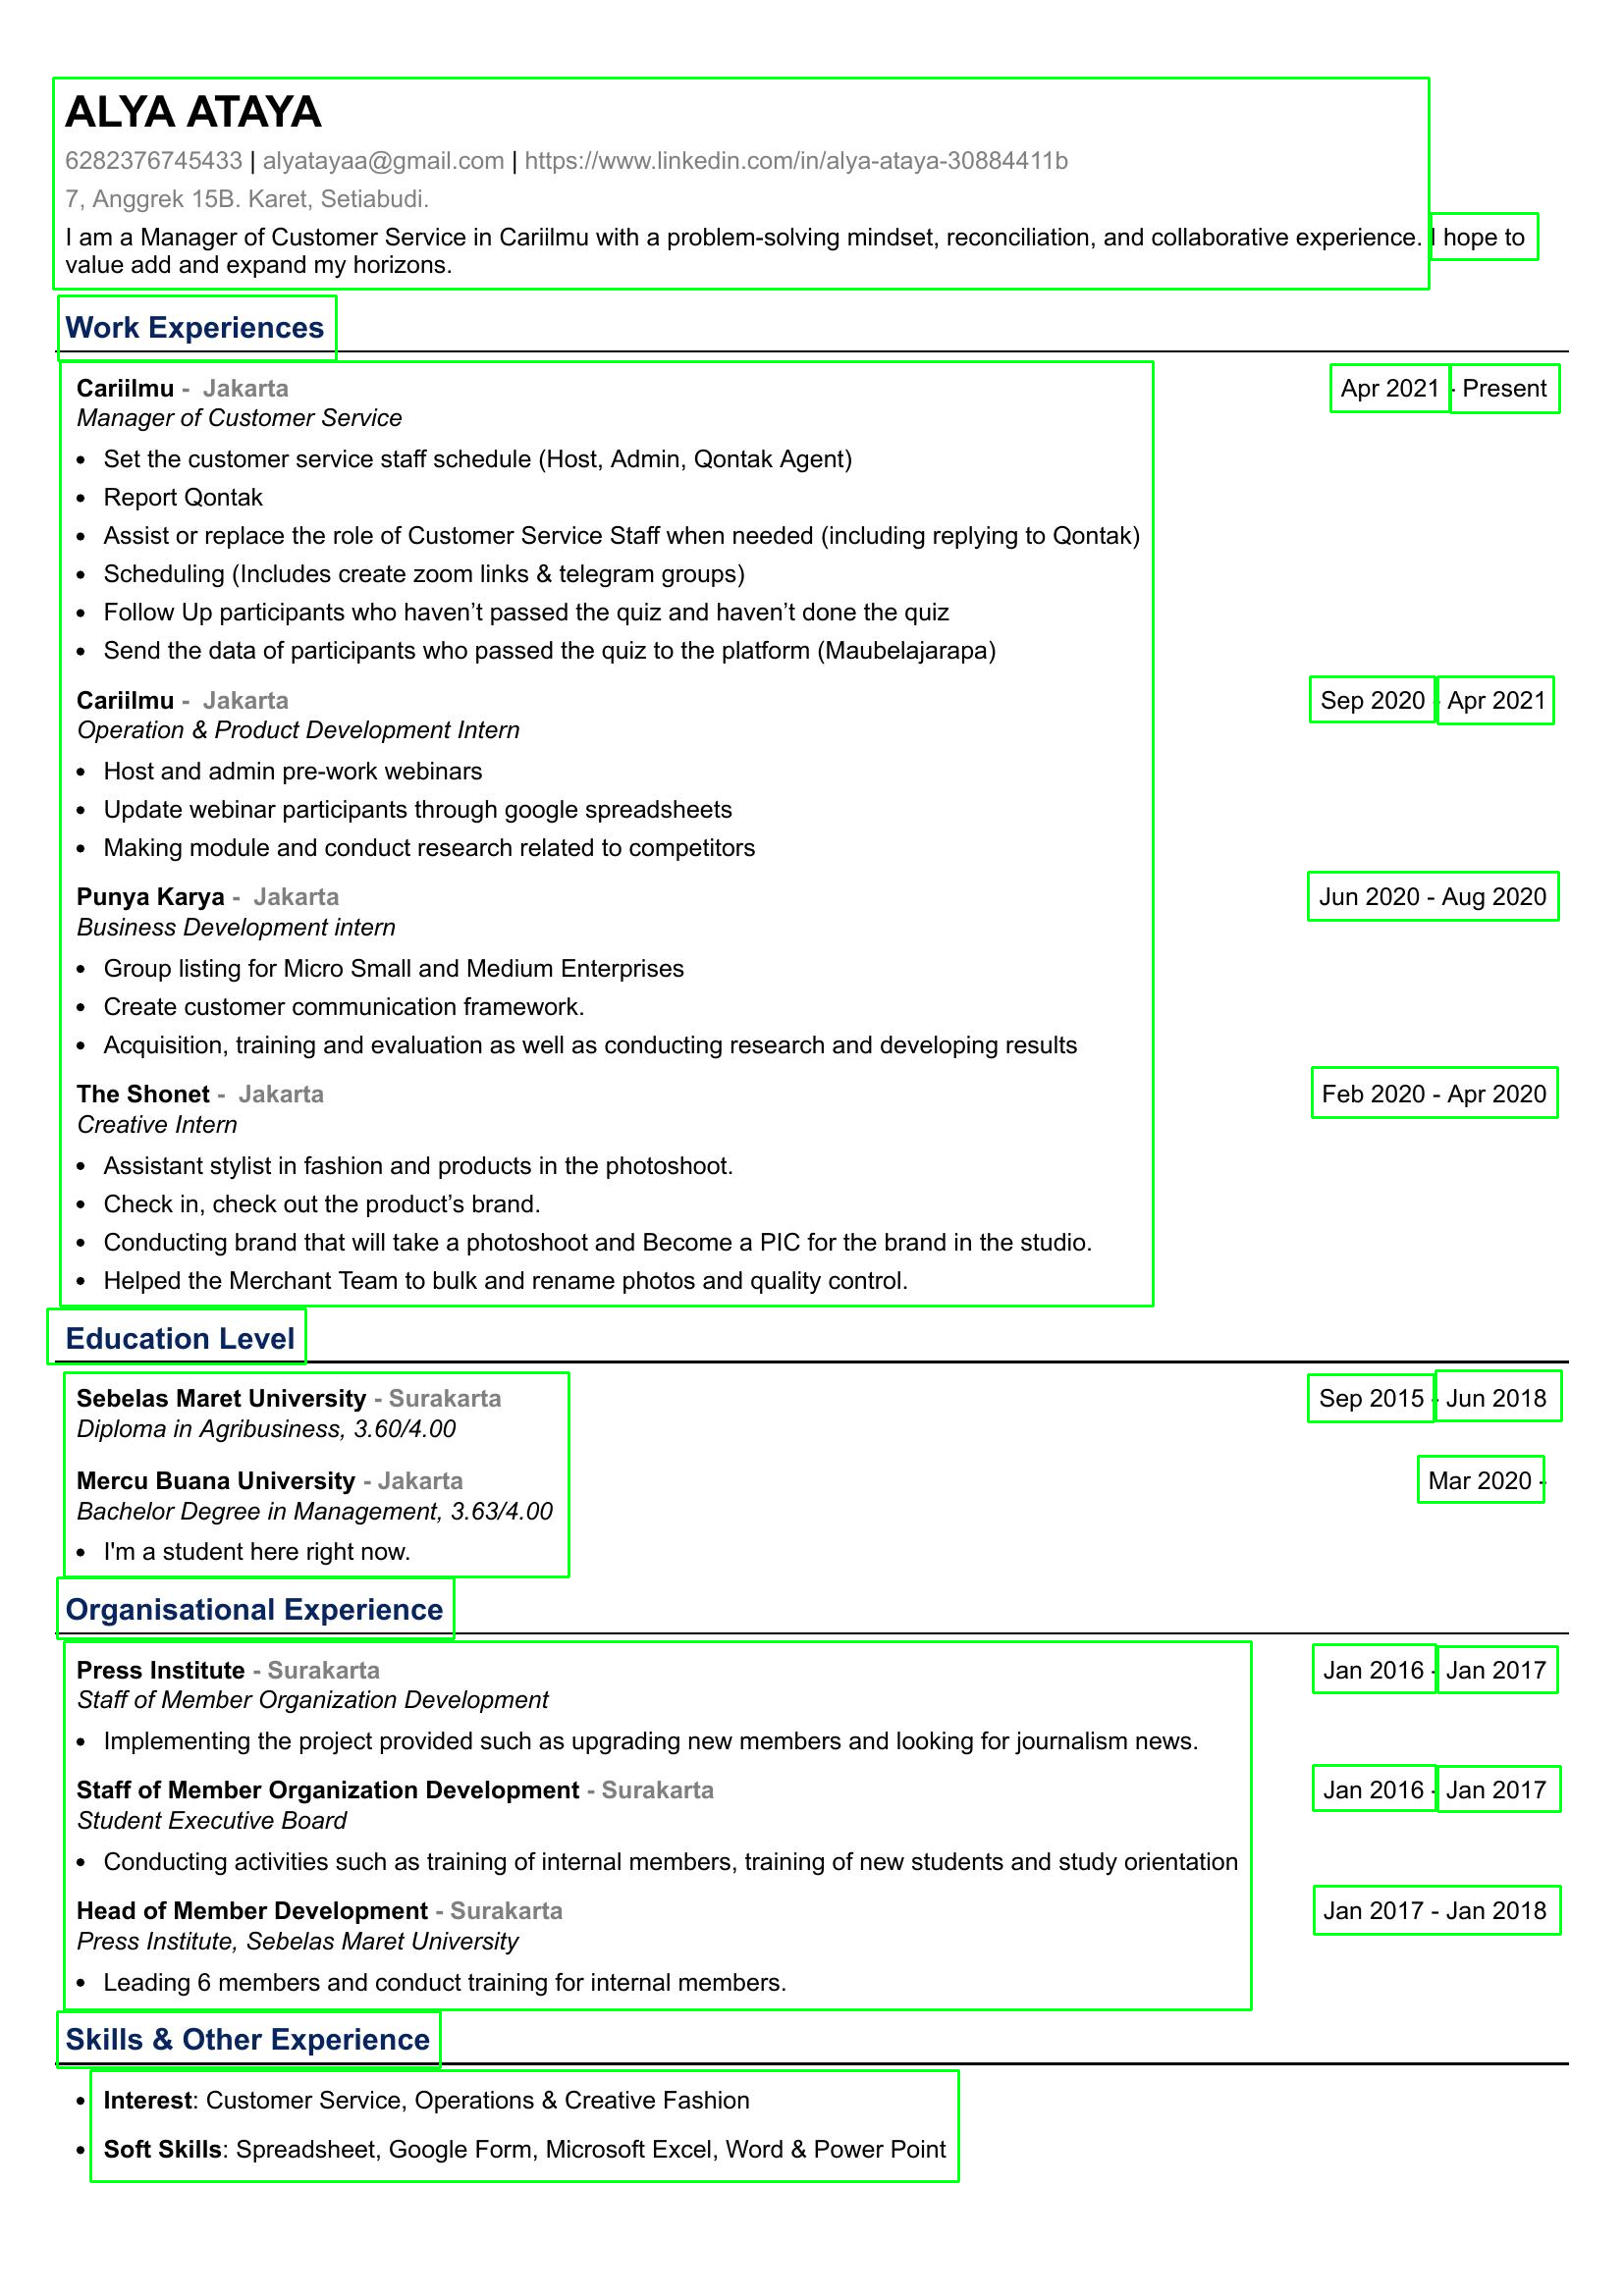 ALYA ATAYA
6282376745433 | alyatayaa@gmail.com | https://www.linkedin.com/in/alya-ataya-30884411b
7, Anggrek 15B. Karet, Setiabudi.
I am a Manager of Customer Service in Cariilmu with a problem-solving mindset, reconciliation, and collaborative experience. I hope to
value add and expand my horizons.
Work Experiences
Cariilmu - Jakarta Apr 2021 - Present
Manager of Customer Service
• Set the customer service staff schedule (Host, Admin, Qontak Agent)
• Report Qontak
• Assist or replace the role of Customer Service Staff when needed (including replying to Qontak)
• Scheduling (Includes create zoom links & telegram groups)
• Follow Up participants who haven’t passed the quiz and haven’t done the quiz
• Send the data of participants who passed the quiz to the platform (Maubelajarapa)
Cariilmu - Jakarta Sep 2020 - Apr 2021
Operation & Product Development Intern
• Host and admin pre-work webinars
• Update webinar participants through google spreadsheets
• Making module and conduct research related to competitors
Punya Karya - Jakarta Jun 2020 - Aug 2020
Business Development intern
• Group listing for Micro Small and Medium Enterprises
• Create customer communication framework.
• Acquisition, training and evaluation as well as conducting research and developing results
The Shonet - Jakarta Feb 2020 - Apr 2020
Creative Intern
• Assistant stylist in fashion and products in the photoshoot.
• Check in, check out the product’s brand.
• Conducting brand that will take a photoshoot and Become a PIC for the brand in the studio.
• Helped the Merchant Team to bulk and rename photos and quality control.
Education Level
Sebelas Maret University - Surakarta Sep 2015 - Jun 2018
Diploma in Agribusiness, 3.60/4.00
Mercu Buana University - Jakarta Mar 2020 -
Bachelor Degree in Management, 3.63/4.00
• I'm a student here right now.
Organisational Experience
Press Institute - Surakarta Jan 2016 - Jan 2017
Staff of Member Organization Development
• Implementing the project provided such as upgrading new members and looking for journalism news.
Staff of Member Organization Development - Surakarta Jan 2016 - Jan 2017
Student Executive Board
• Conducting activities such as training of internal members, training of new students and study orientation
Head of Member Development - Surakarta Jan 2017 - Jan 2018
Press Institute, Sebelas Maret University
• Leading 6 members and conduct training for internal members.
Skills & Other Experience
• Interest: Customer Service, Operations & Creative Fashion
• Soft Skills: Spreadsheet, Google Form, Microsoft Excel, Word & Power Point